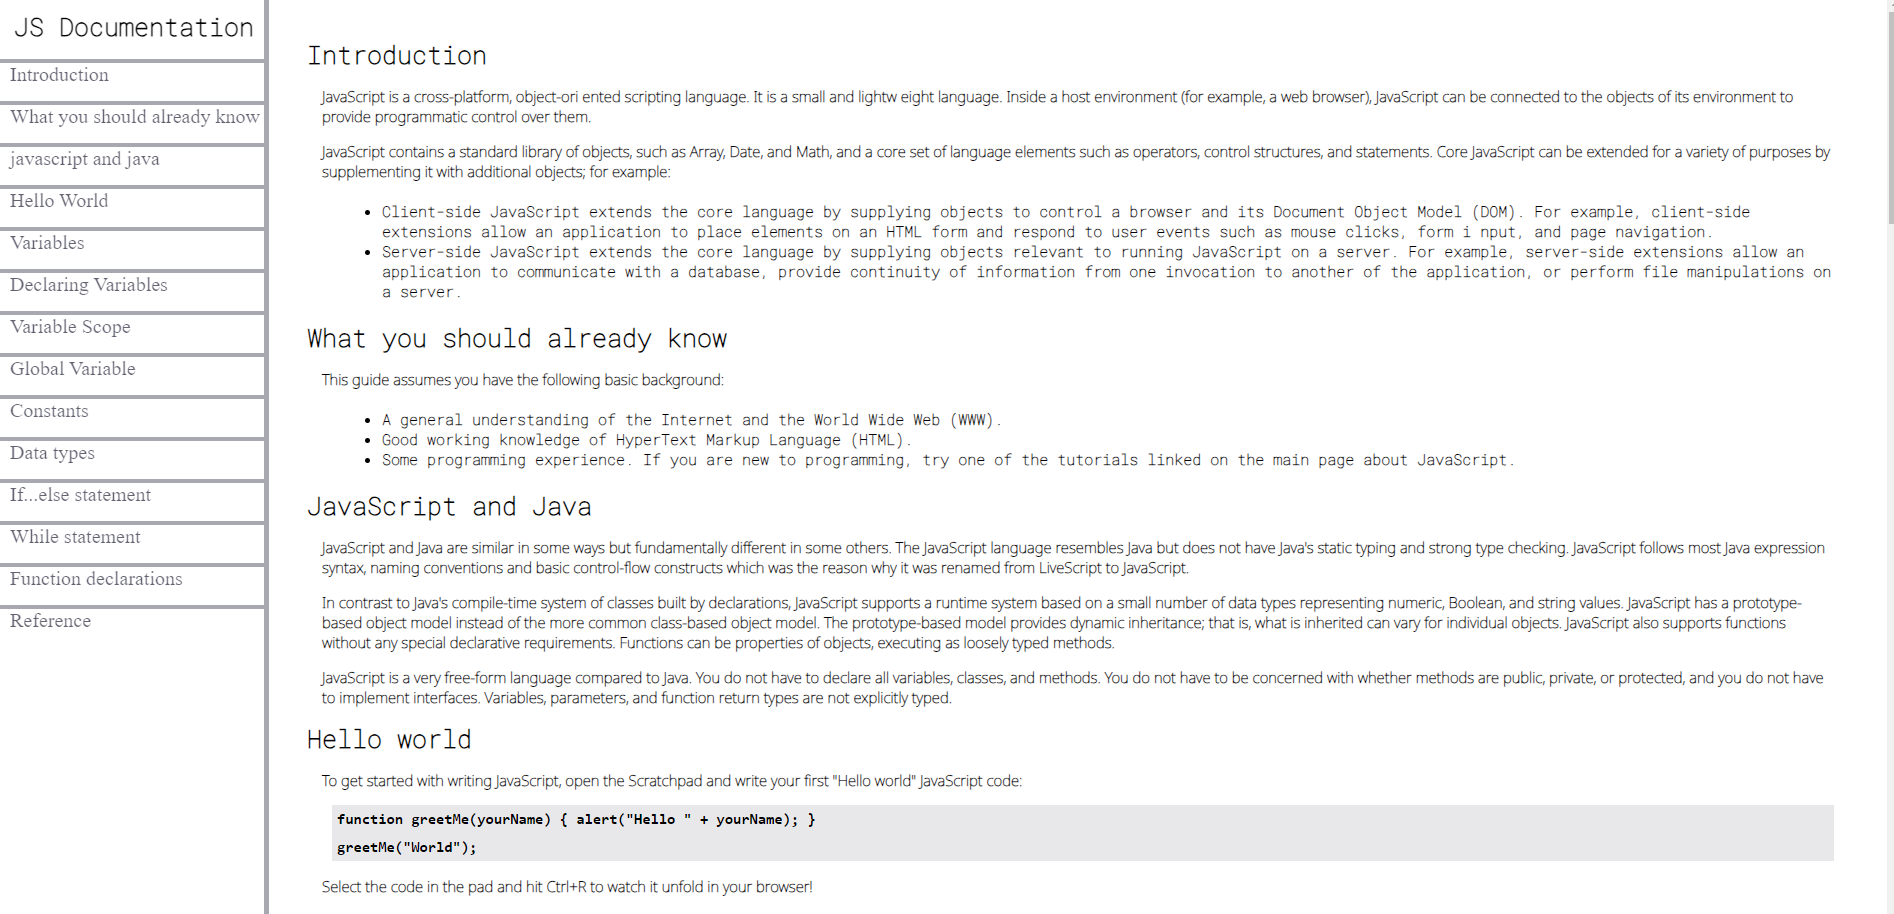 JS Documentation
Introduction
What you should already know
javascript and java
Hello World
Variables
Declaring Variables
Variable Scope
Global Variable
Constants
Data types
If...else statement
While statement
Function declarations
Reference
Introduction
JavaScript is a cross-platform, object-ori ented scripting language. It is a small and lightw eight language. Inside a host environment (for example, a web browser), JavaScript can be connected to the objects of its environment to
provide programmatic control over them.
JavaScript contains a standard library of objects, such as Array, Date, and Math, and a core set of language elements such as operators, control structures, and statements. Core JavaScript can be extended for a variety of purposes by
supplementing it with additional objects; for example:
• Client-side JavaScript extends the core language by supplying objects to control a browser and its Document Object Model (DOM). For example, client-side
extensions allow an application to place elements on an HTML form and respond to user events such as mouse clicks, form i nput, and page navigation.
• Server-side JavaScript extends the core language by supplying objects relevant to running JavaScript on a server. For example, server-side extensions allow an
application to communicate with a database, provide continuity of information from one invocation to another of the application, or perform file manipulations on
a server.
What you should already know
This guide assumes you have the following basic background:
• A general understanding of the Internet and the World Wide Web (WWW).
• Good working knowledge of HyperText Markup Language (HTML).
• Some programming experience. If you are new to programming, try one of the tutorials linked on the main page about JavaScript.
JavaScript and Java
JavaScript and Java are similar in some ways but fundamentally different in some others. The JavaScript language resembles Java but does not have Java's static typing and strong type checking. JavaScript follows most Java expression
syntax, naming conventions and basic control-flow constructs which was the reason why it was renamed from LiveScript to JavaScript.
In contrast to Java's compile-time system of classes built by declarations, JavaScript supports a runtime system based on a small number of data types representing numeric, Boolean, and string values. JavaScript has a prototype-
based object model instead of the more common class-based object model. The prototype-based model provides dynamic inheritance; that is, what is inherited can vary for individual objects. JavaScript also supports functions
without any special declarative requirements. Functions can be properties of objects, executing as loosely typed methods.
JavaScript is a very free-form language compared to Java. You do not have to declare all variables, classes, and methods. You do not have to be concerned with whether methods are public, private, or protected, and you do not have
to implement interfaces. Variables, parameters, and function return types are not explicitly typed.
Hello world
To get started with writing JavaScript, open the Scratchpad and write your first "Hello world" JavaScript code:
function greetMe(yourName) { alert("Hello " + yourName); }
greetMe("World");
Select the code in the pad and hit Ctrl+R to watch it unfold in your browser!